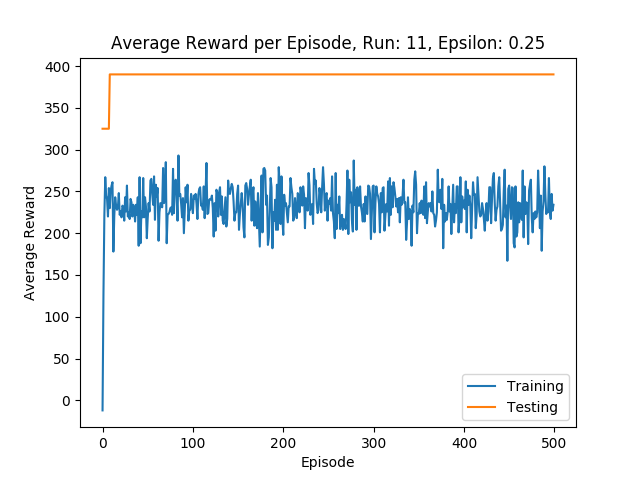 Average Reward per Episode, Run: 11, Epsilon: 0.25
400
350
300
250
200
150
100
50
0
Average Reward
0 100 200 300 400 500
Episode
Training
Testing